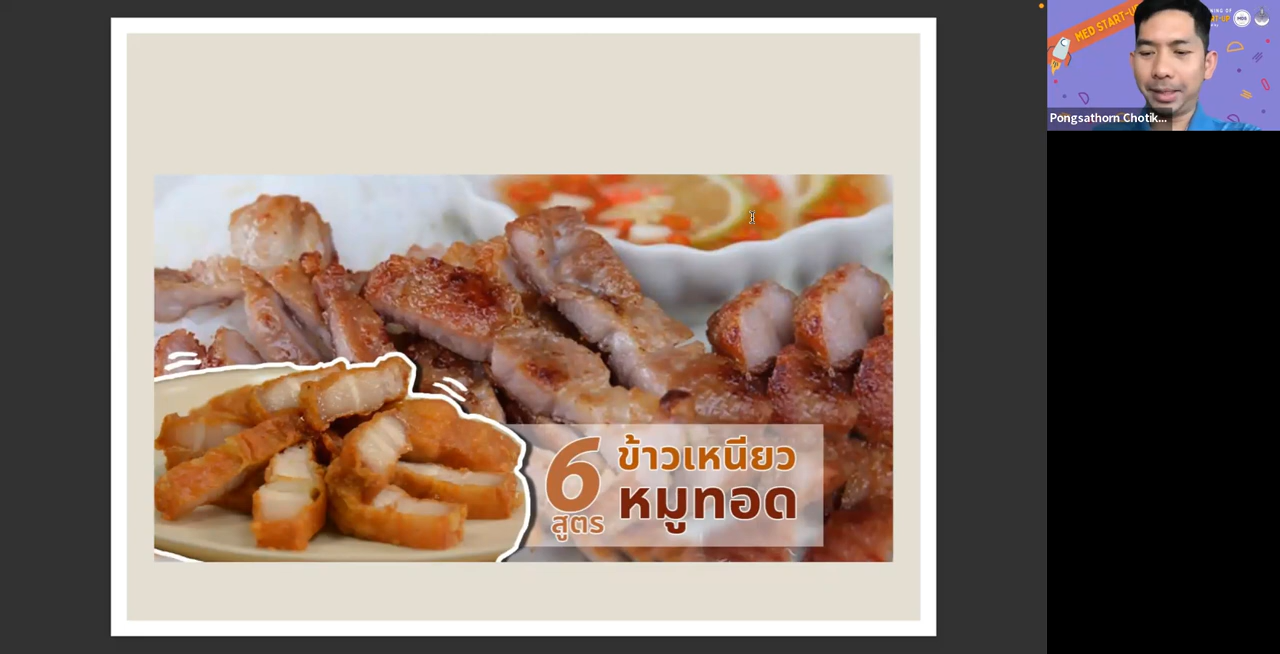 6
สูตร
ข้าวเหนียว
หมูทอด
MED START-U
Pongsathorn Chotik...